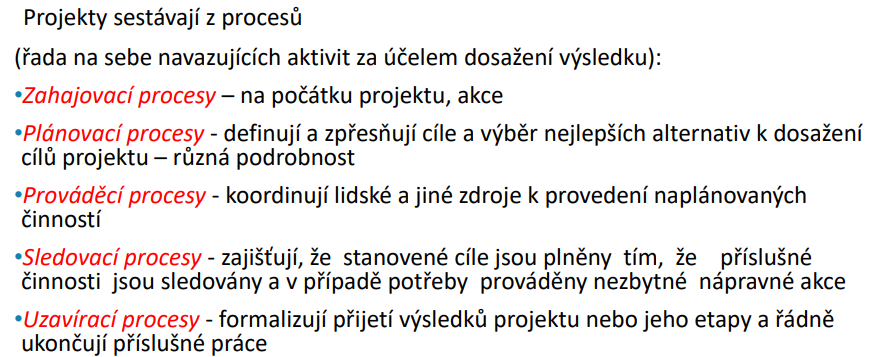 Projekty sestávají z procesů
(řada na sebe navazujících aktivit za účelem dosažení výsledku):
•Zahajovací procesy – na počátku projektu, akce
•Plánovací procesy - definují a zpřesňují cíle a výběr nejlepších alternativ k dosažení
cílů projektu – různá podrobnost
•Prováděcí procesy - koordinují lidské a jiné zdroje k provedení naplánovaných
činností
•Sledovací procesy - zajišťují, že stanovené cíle jsou plněny tím, že příslušné
činnosti jsou sledovány a v případě potřeby prováděny nezbytné nápravné akce
•Uzavírací procesy - formalizují přijetí výsledků projektu nebo jeho etapy a řádně
ukončují příslušné práce